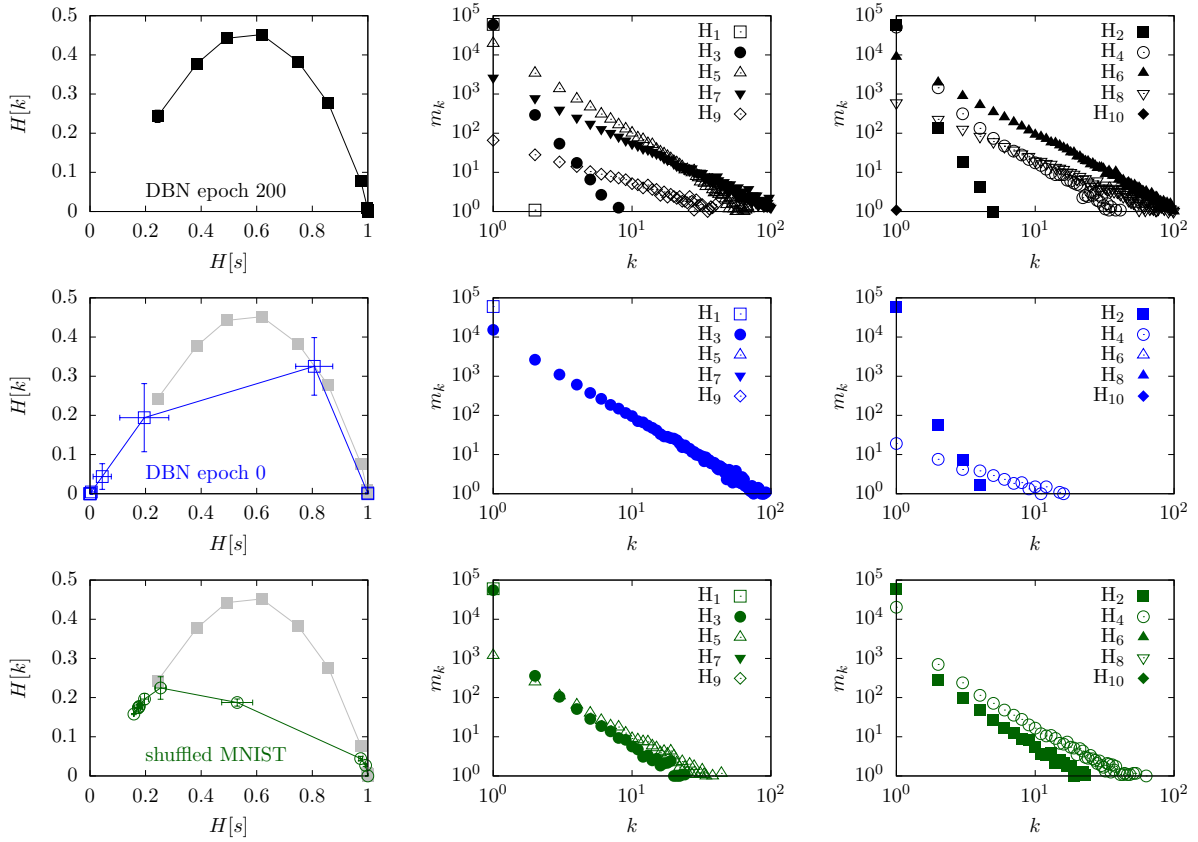 0.5
0.4
0.3
0.2
0.1
0
H[k]
DBN epoch 200
0 0.2 0.4 0.6 0.8 1
H[s]
10^5
10^4
10^3
10^2
10^1
10^0
m_k
H_1
H_3
H_5
H_7
H_9
10^0 10^1 10^2
k
10^5
10^4
10^3
10^2
10^1
10^0
m_k
H_2
H_4
H_6
H_8
H_10
10^0 10^1 10^2
k
0.5
0.4
0.3
0.2
0.1
0
H[k]
DBN epoch 0
0 0.2 0.4 0.6 0.8 1
H[s]
10^5
10^4
10^3
10^2
10^1
10^0
m_k
H_1
H_3
H_5
H_7
H_9
10^0 10^1 10^2
k
10^5
10^4
10^3
10^2
10^1
10^0
m_k
H_2
H_4
H_6
H_8
H_10
10^0 10^1 10^2
k
0.5
0.4
0.3
0.2
0.1
0
H[k]
shuffled MNIST
0 0.2 0.4 0.6 0.8 1
H[s]
10^5
10^4
10^3
10^2
10^1
10^0
m_k
H_1
H_3
H_5
H_7
H_9
10^0 10^1 10^2
k
10^5
10^4
10^3
10^2
10^1
10^0
m_k
H_2
H_4
H_6
H_8
H_10
10^0 10^1 10^2
k